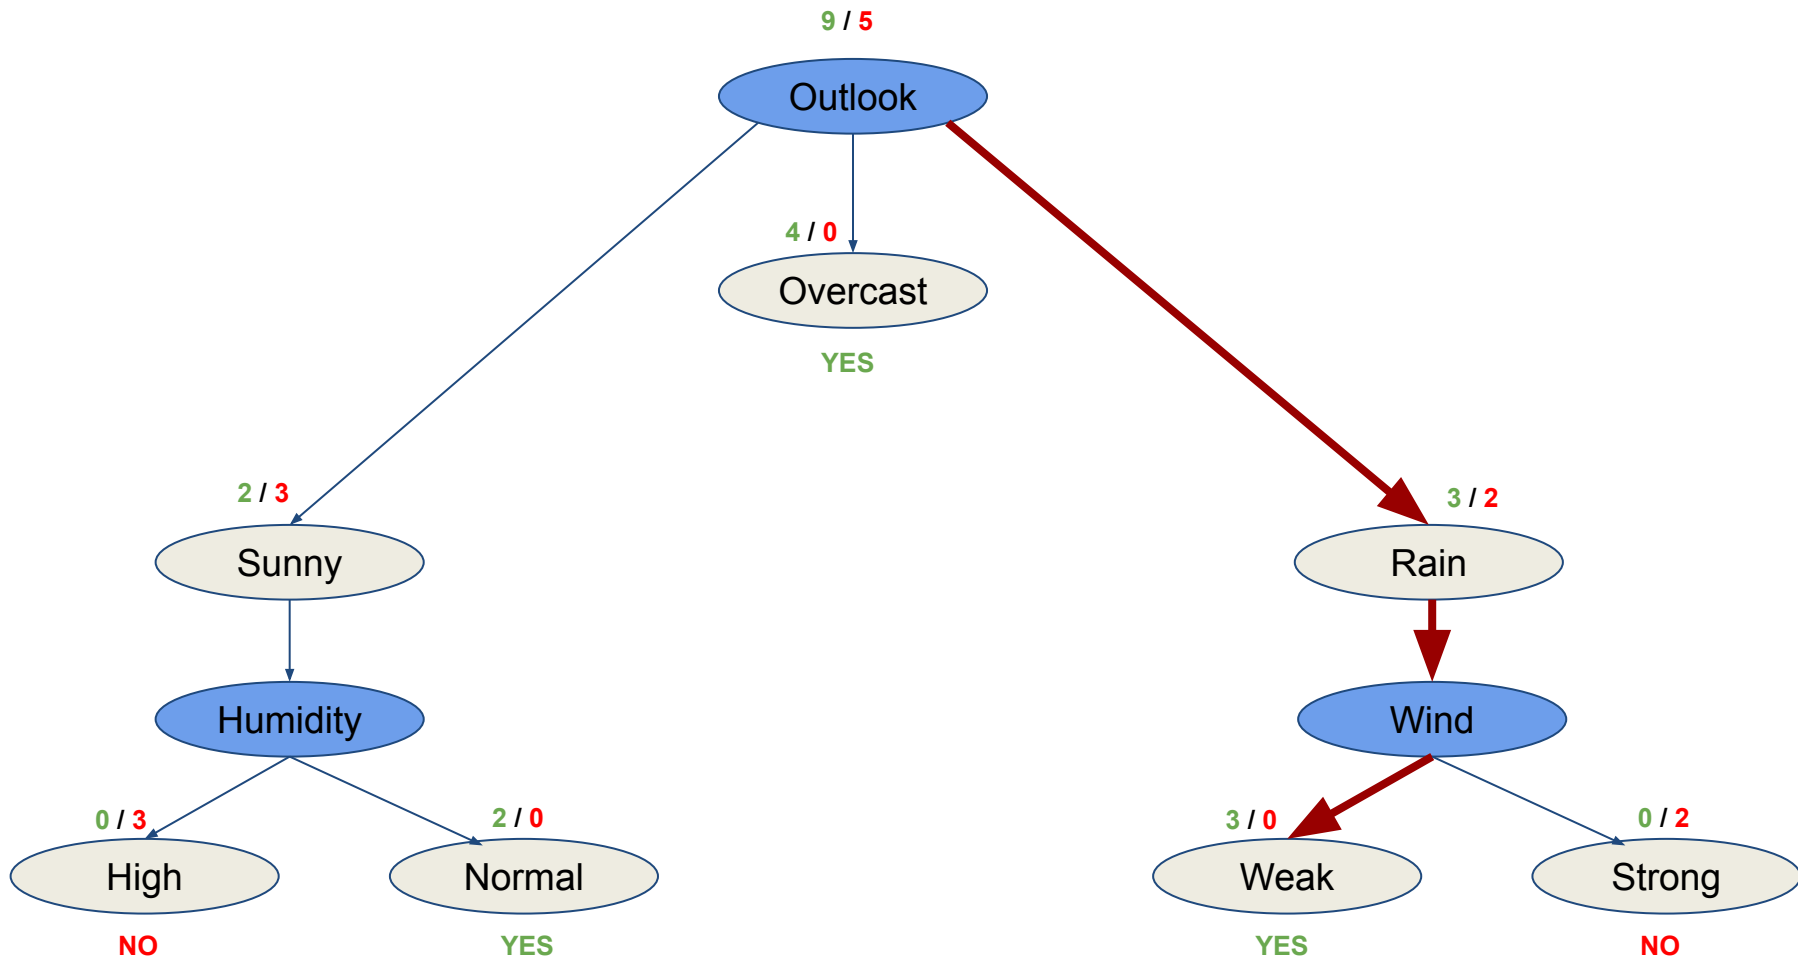 9 / 5
Outlook
4 / 0
Overcast
YES
2 / 3
3 / 2
Sunny
Rain
Humidity
Wind
0 / 3
2 / 0
3 / 0
0 / 2
High
Normal
Weak
Strong
NO
YES
YES
NO